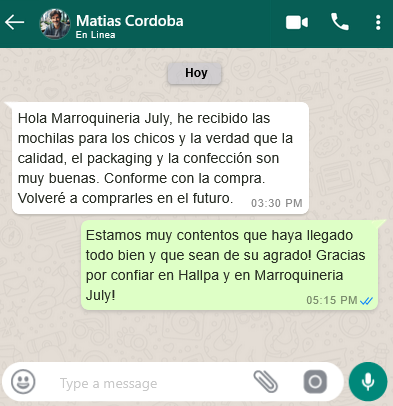 Matias Cordoba
En Linea
Hoy
Hola Marroquineria July, he recibido las
mochilas para los chicos y la verdad que la
calidad, el packaging y la confección son
muy buenas. Conforme con la compra.
Volveré a comprarles en el futuro. 03:30 PM
Estamos muy contentos que haya llegado
todo bien y que sean de su agrado! Gracias
por confiar en Hallpa y en Marroquineria
July! 05:15 PM
Type a message